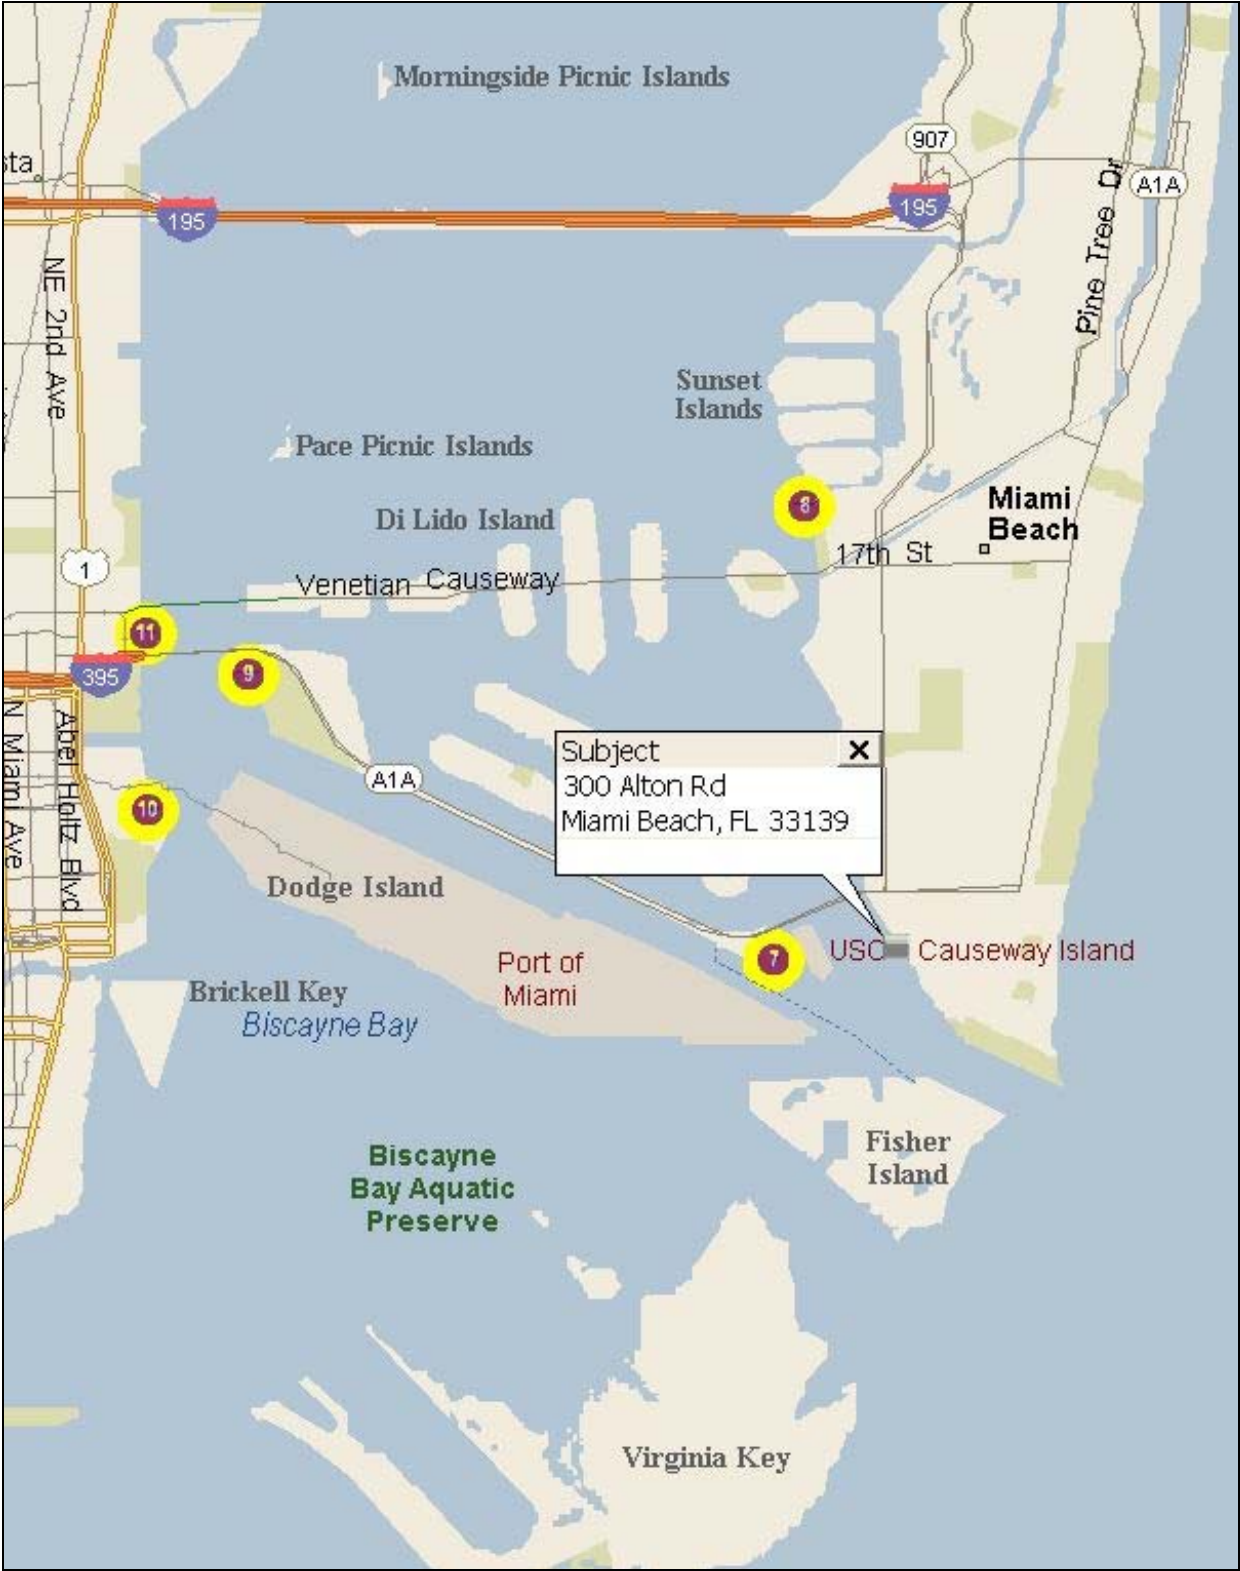 Morningside Picnic Islands
907
sta
A1A
195
195
Pine Tree Dr
NE 2nd Ave
Sunset
Islands
Pace Picnic Islands
Miami
Beach
8
Di Lido Island
17th St
1
Venetian Causeway
11
9
395
N Miami Ave
Abel Holtz Blvd
Subject
300 Alton Rd
Miami Beach, FL 33139
A1A
10
Dodge Island
7
USC Causeway Island
Port of
Miami
Brickell Key
Biscayne Bay
Fisher
Island
Biscayne
Bay Aquatic
Preserve
Virginia Key